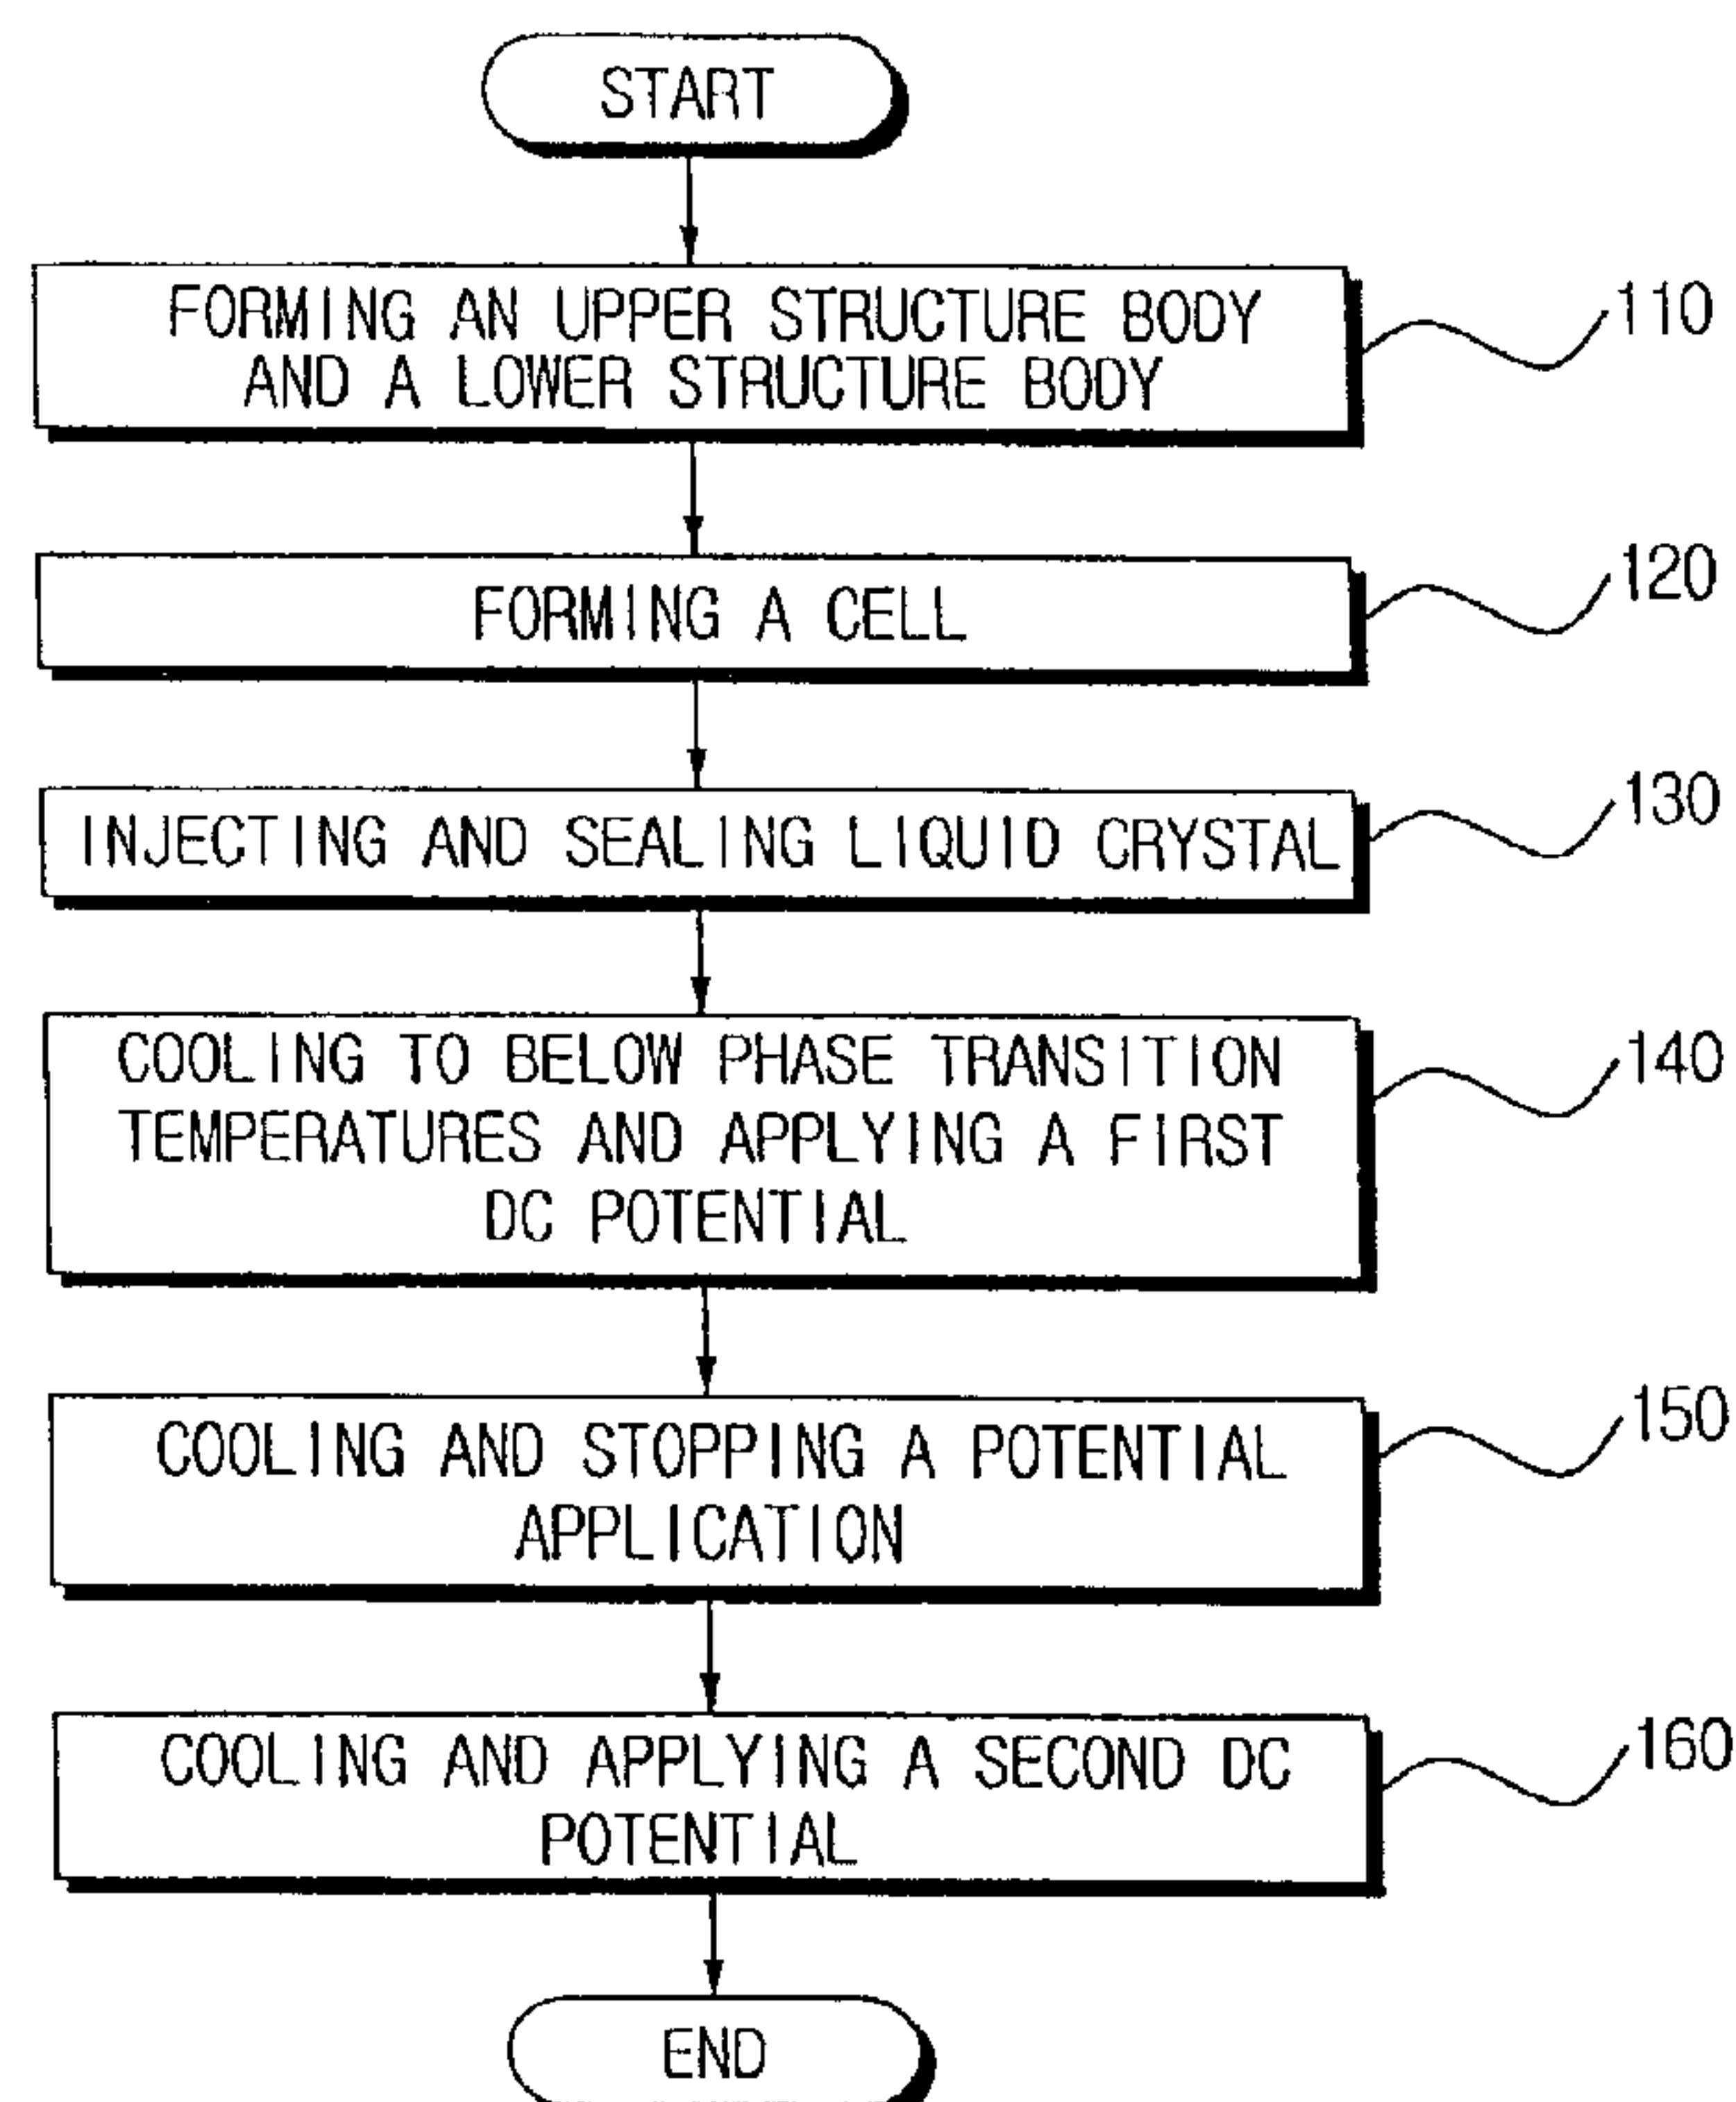 START
FORMING AN UPPER STRUCTURE BODY
AND A LOWER STRUCTURE BODY
110
FORMING A CELL
120
INJECTING AND SEALING LIQUID CRYSTAL
130
COOLING TO BELOW PHASE TRANSITION
TEMPERATURES AND APPLYING A FIRST
DC POTENTIAL
140
COOLING AND STOPPING A POTENTIAL
APPLICATION
150
COOLING AND APPLYING A SECOND DC
POTENTIAL
160
END